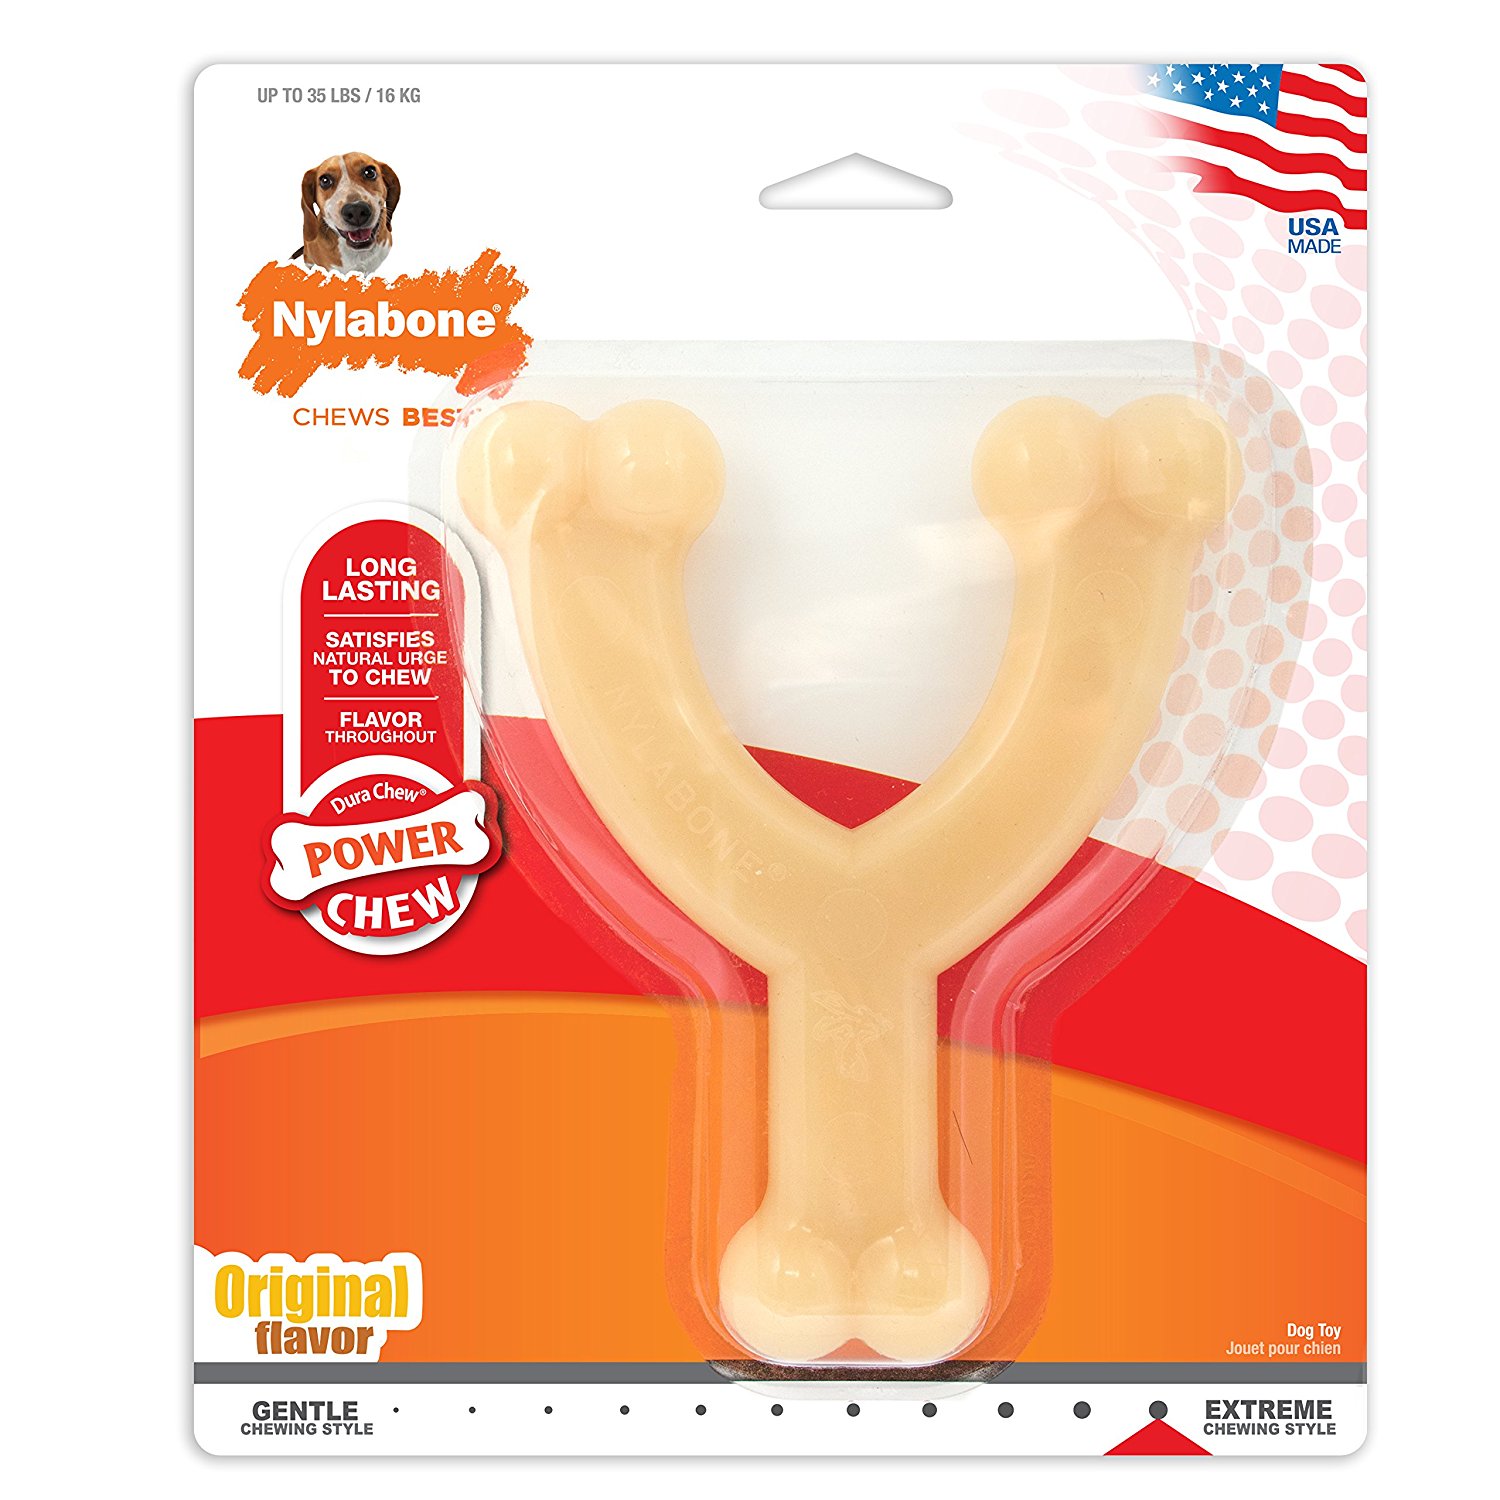 UP TO 35 LBS / 16 KG
USA
MADE
Nylabone®
CHEWS BEST
LONG
LASTING
SATISFIES
NATURAL URGE
TO CHEW
FLAVOR
THROUGHOUT
Dura Chew®
POWER
CHEW
NYLABONE®
Original
flavor
Dog Toy
Jouet pour chien
GENTLE
CHEWING STYLE
EXTREME
CHEWING STYLE